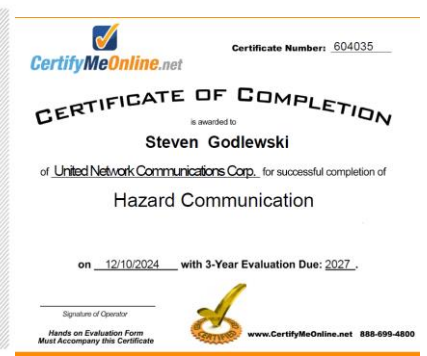 CertifyMeOnline.net
Certificate Number: 604035
CERTIFICATE OF COMPLETION
is awarded to
Steven Godlewski
of United Network Communications Corp. for successful completion of
Hazard Communication
on 12/10/2024 with 3-Year Evaluation Due: 2027 .
Signature of Operator
Hands on Evaluation Form
Must Accompany this Certificate
CERTIFIED
www.CertifyMeOnline.net 888-699-4800